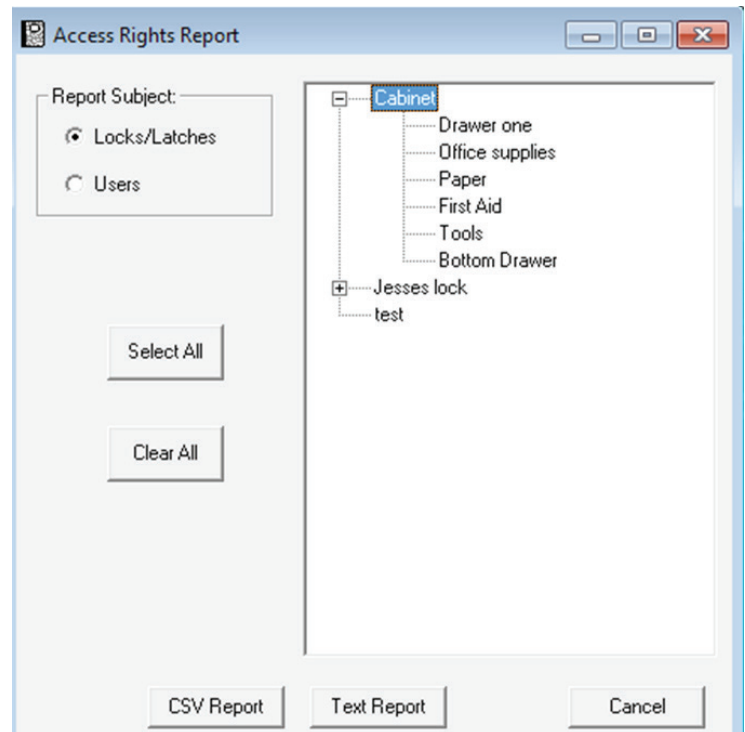 Access Rights Report
Report Subject:
Locks/Latches
Users
Select All
Clear All
Cabinet
Drawer one
Office supplies
Paper
First Aid
Tools
Bottom Drawer
Jesses lock
test
CSV Report
Text Report
Cancel